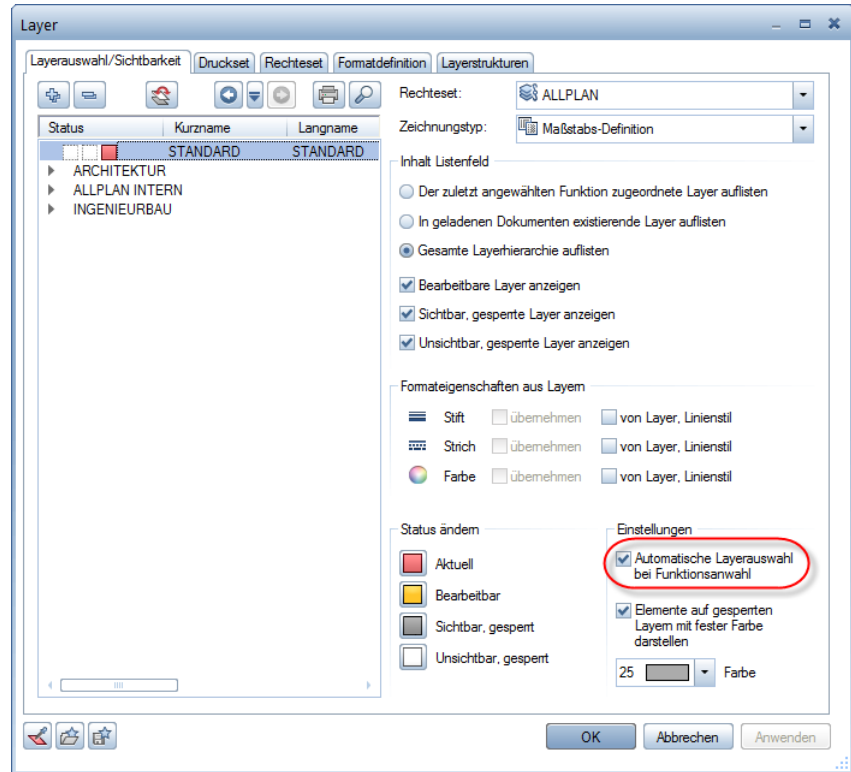 Layer
Layerauswahl/Sichtbarkeit Druckset Rechteset Formatdefinition Layerstrukturen
Status Kurzname Langname
STANDARD STANDARD
ARCHITEKTUR
ALLPLAN INTERN
INGENIEURBAU
Rechteset: ALLPLAN
Zeichnungstyp: Maßstabs-Definition
Inhalt Listenfeld
Der zuletzt angewählten Funktion zugeordnete Layer auflisten
In geladenen Dokumenten existierende Layer auflisten
Gesamte Layerhierarchie auflisten
Bearbeitbare Layer anzeigen
Sichtbar, gesperrte Layer anzeigen
Unsichtbar, gesperrte Layer anzeigen
Formateigenschaften aus Layern
Stift übernehmen von Layer, Linienstil
Strich übernehmen von Layer, Linienstil
Farbe übernehmen von Layer, Linienstil
Status ändern
Aktuell
Bearbeitbar
Sichtbar, gesperrt
Unsichtbar, gesperrt
Einstellungen
Automatische Layerauswahl
bei Funktionsanwahl
Elemente auf gesperrten
Layern mit fester Farbe
darstellen
25 Farbe
OK Abbrechen Anwenden